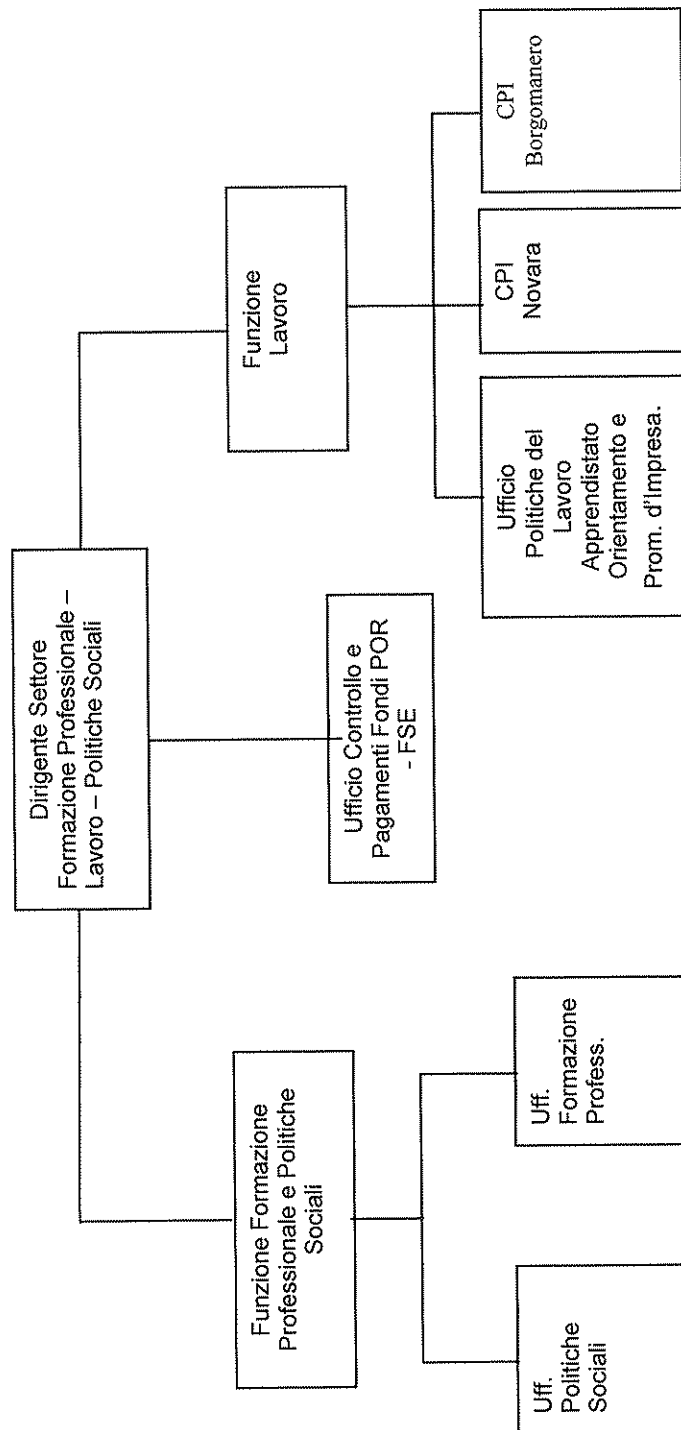 Dirigente Settore
Formazione Professionale –
Lavoro – Politiche Sociali
Funzione Formazione
Professionale e Politiche
Sociali
Ufficio Controllo e
Pagamenti Fondi POR
- FSE
Funzione
Lavoro
Uff.
Politiche
Sociali
Uff.
Formazione
Profess.
Ufficio
Politiche del
Lavoro
Apprendistato
Orientamento e
Prom. d'Impresa.
CPI
Novara
CPI
Borgomanero